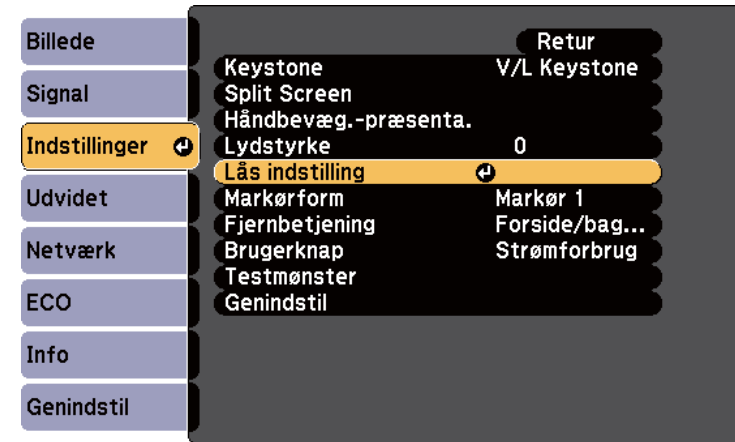 Billede
Signal
Indstillinger
Udvidet
Netværk
ECO
Info
Genindstil
Retur
Keystone V/L Keystone
Split Screen
Håndbevæg.-præsenta.
Lydstyrke 0
Lås indstilling
Markørform Markør 1
Fjernbetjening Forside/bag...
Brugerknap Strømforbrug
Testmønster
Genindstil